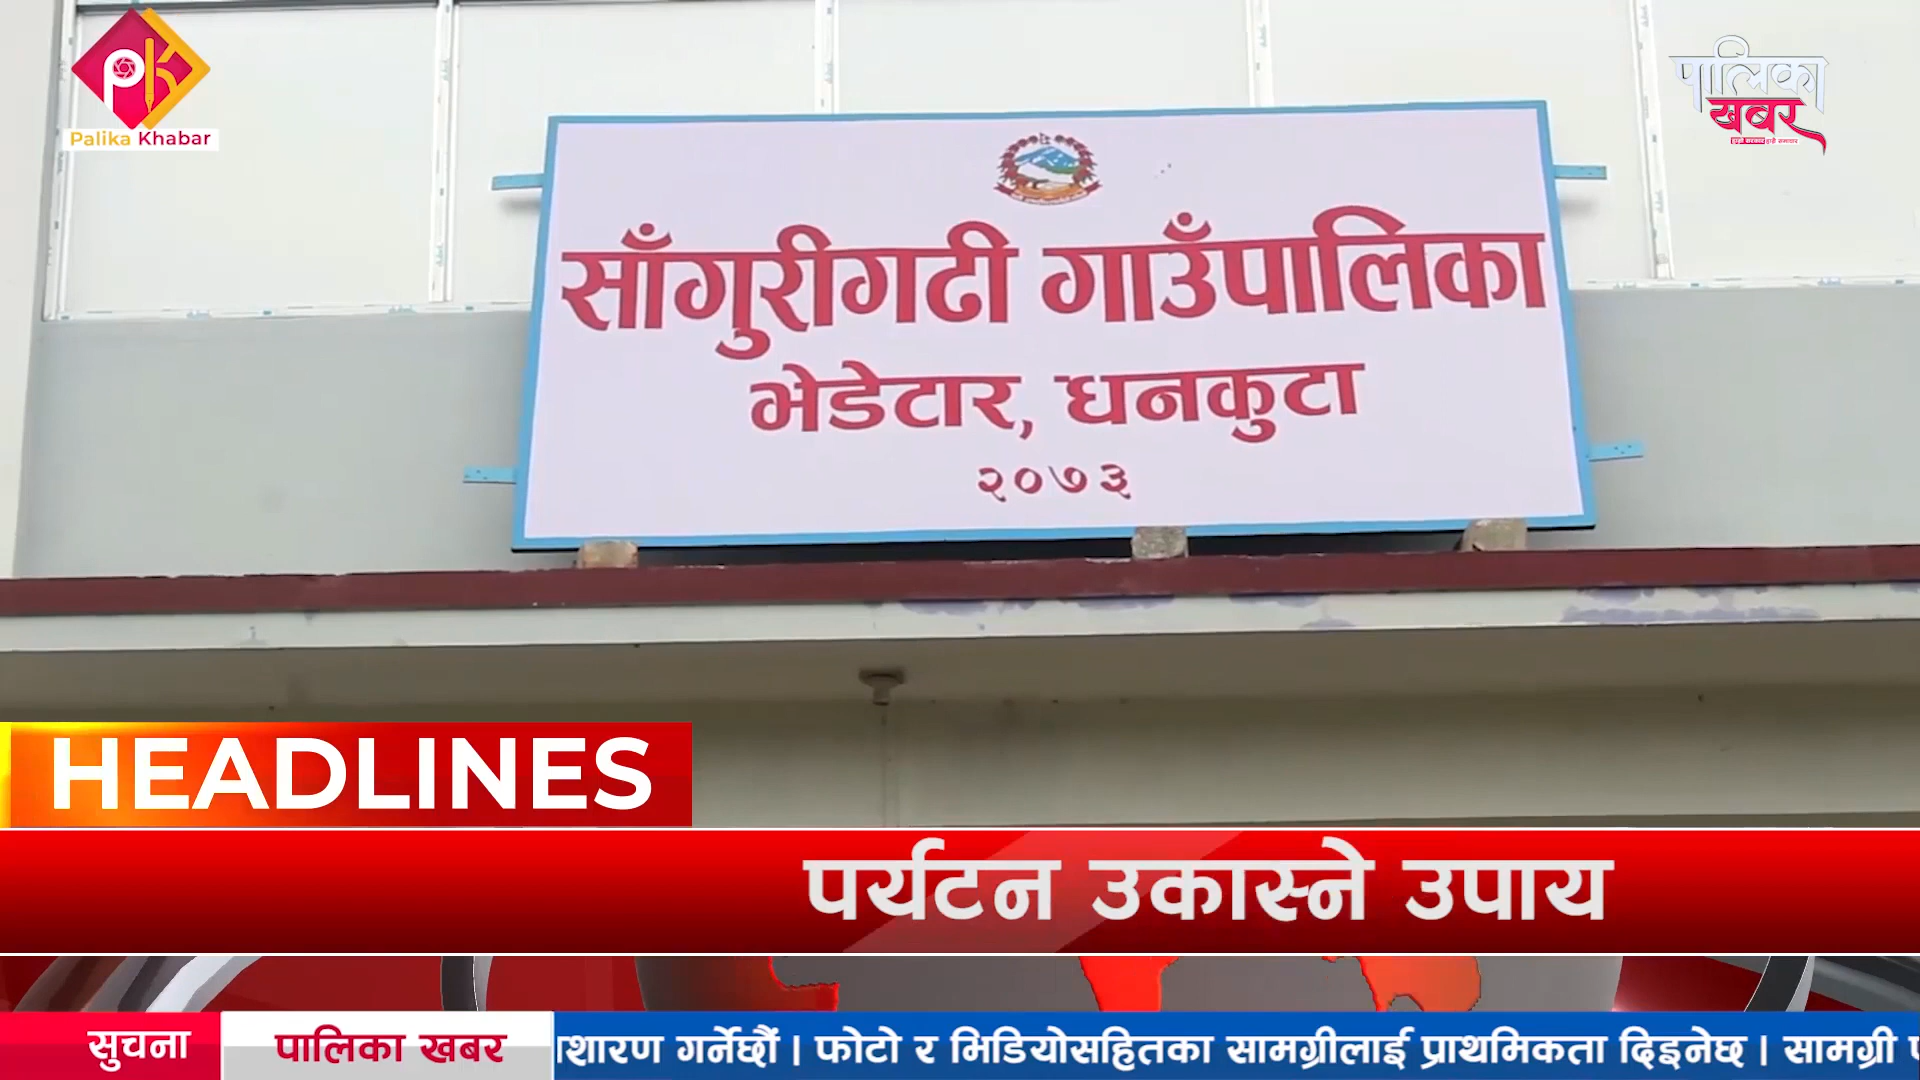 Palika Khabar
पालिका
खबर
साँगुरीगढी गाउँपालिका
भेडेटार, धनकुटा
२०७३
HEADLINES
पर्यटन उकास्ने उपाय
सुचना
पालिका खबर
शारण गर्नेछौं । फोटो र भिडियोसहितका सामग्रीलाई प्राथमिकता दिइनेछ । सामग्री